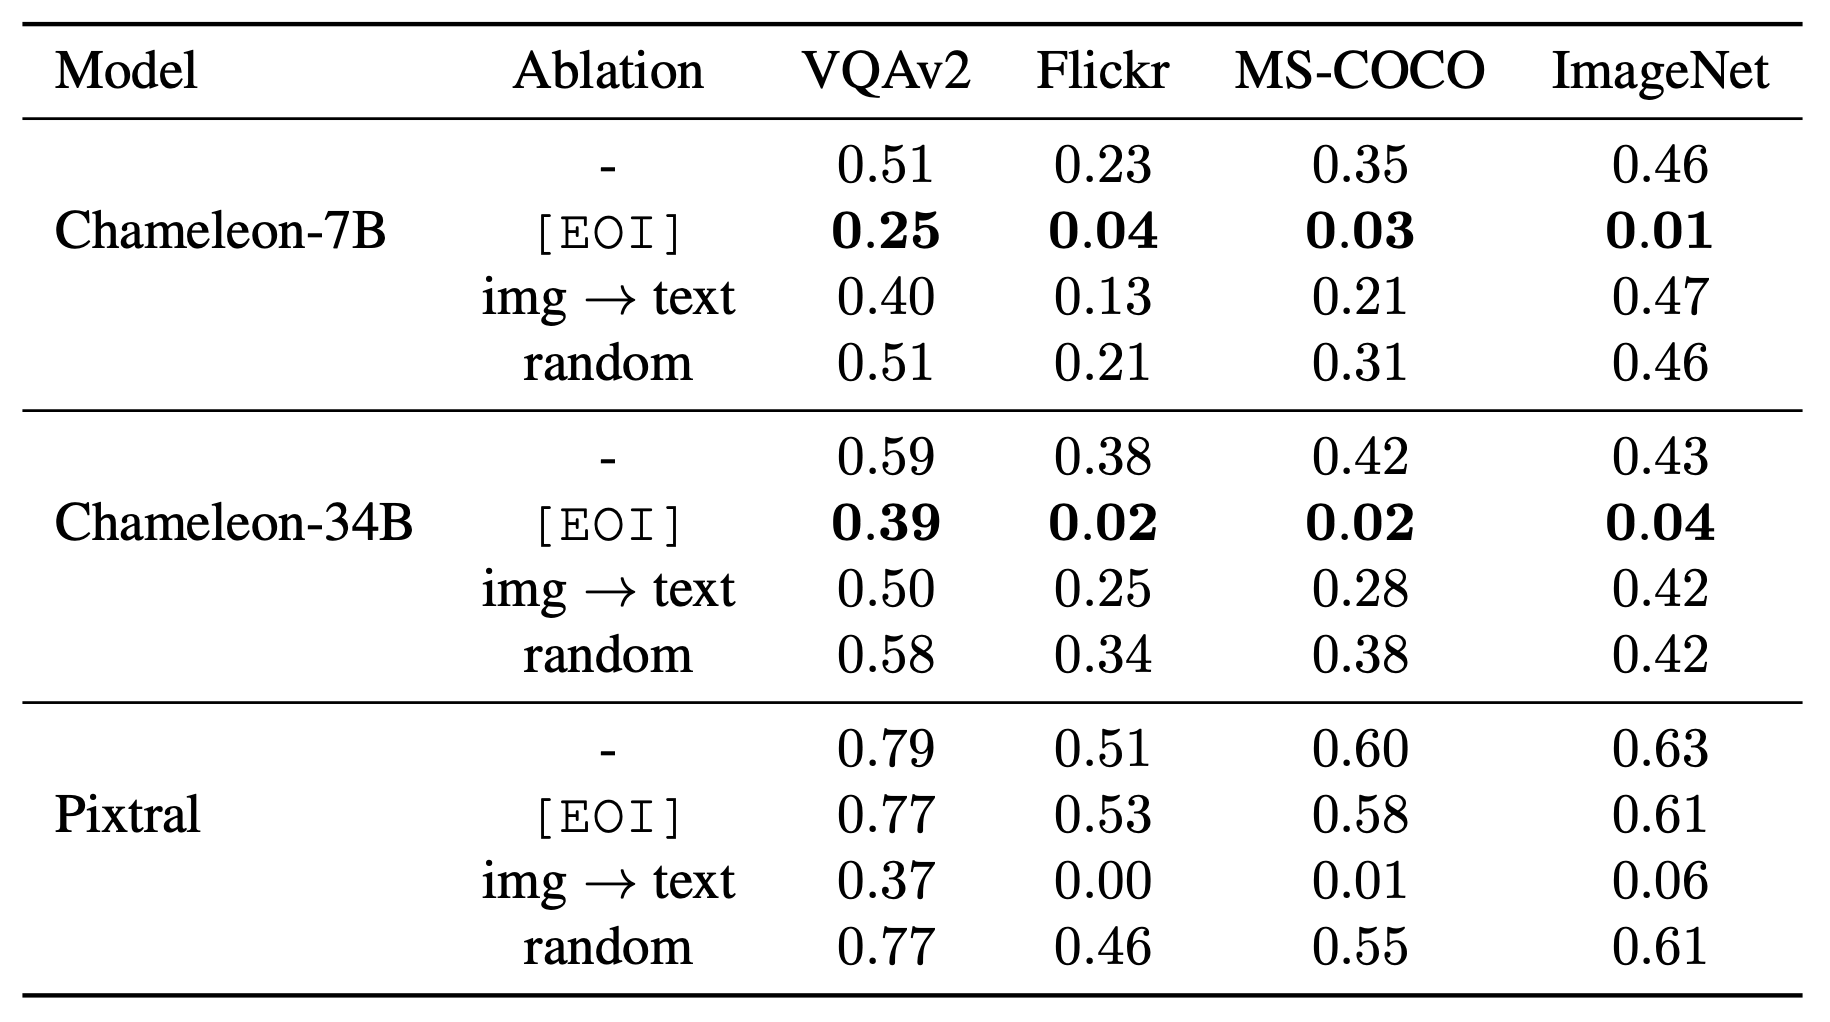 Model Ablation VQAv2 Flickr MS-COCO ImageNet
- 0.51 0.23 0.35 0.46
Chameleon-7B [EOI] 0.25 0.04 0.03 0.01
img → text 0.40 0.13 0.21 0.47
random 0.51 0.21 0.31 0.46
- 0.59 0.38 0.42 0.43
Chameleon-34B [EOI] 0.39 0.02 0.02 0.04
img → text 0.50 0.25 0.28 0.42
random 0.58 0.34 0.38 0.42
- 0.79 0.51 0.60 0.63
Pixtral [EOI] 0.77 0.53 0.58 0.61
img → text 0.37 0.00 0.01 0.06
random 0.77 0.46 0.55 0.61